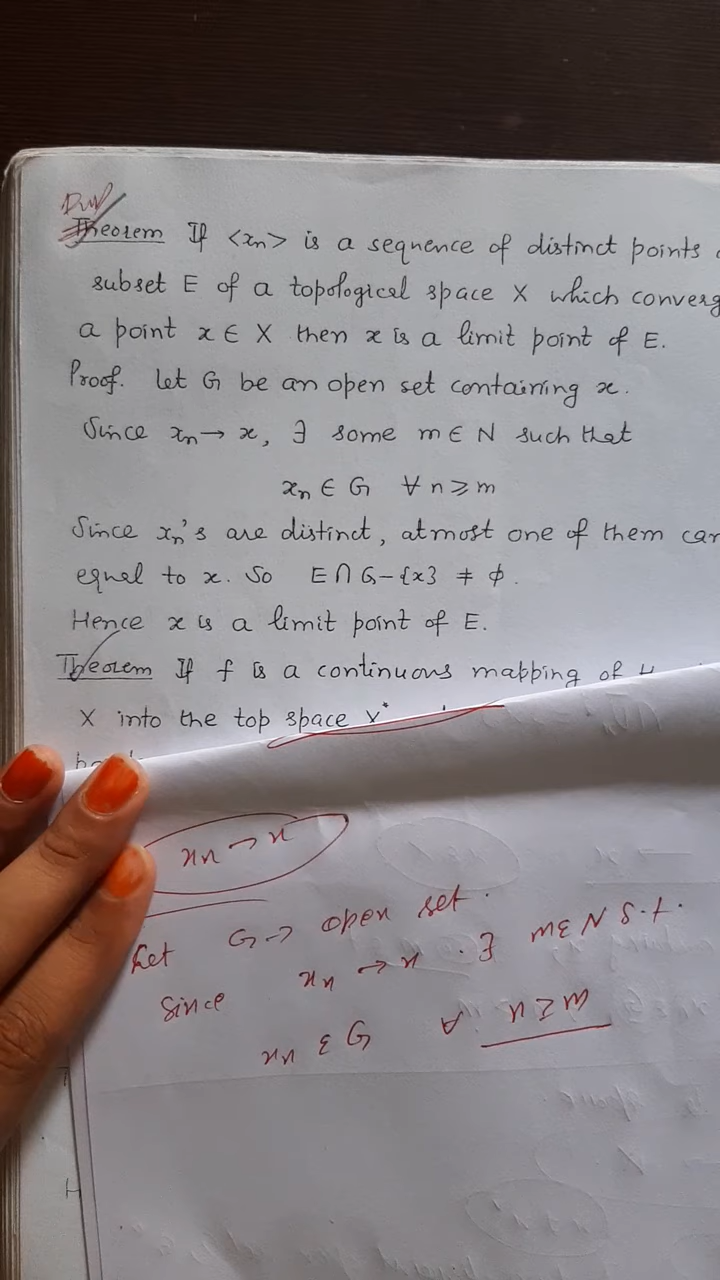 Theorem If <xn> is a sequence of distinct points
subset E of a topological space X which converg
a point x ∈ X then x is a limit point of E.
Proof. Let G be an open set containing x.
Since xn → x, ∃ some m ∈ N such that
xn ∈ G ∀ n ≥ m
Since xn's are distinct, atmost one of them can
equal to x. So E ∩ G - {x} ≠ ϕ.
Hence x is a limit point of E.
Theorem If f is a continuous mapping of
X into the top space X*
xn → x
Let G → open set.
Since xn → x . ∃ m ∈ N s.t.
xn ∈ G ∀ n ≥ m